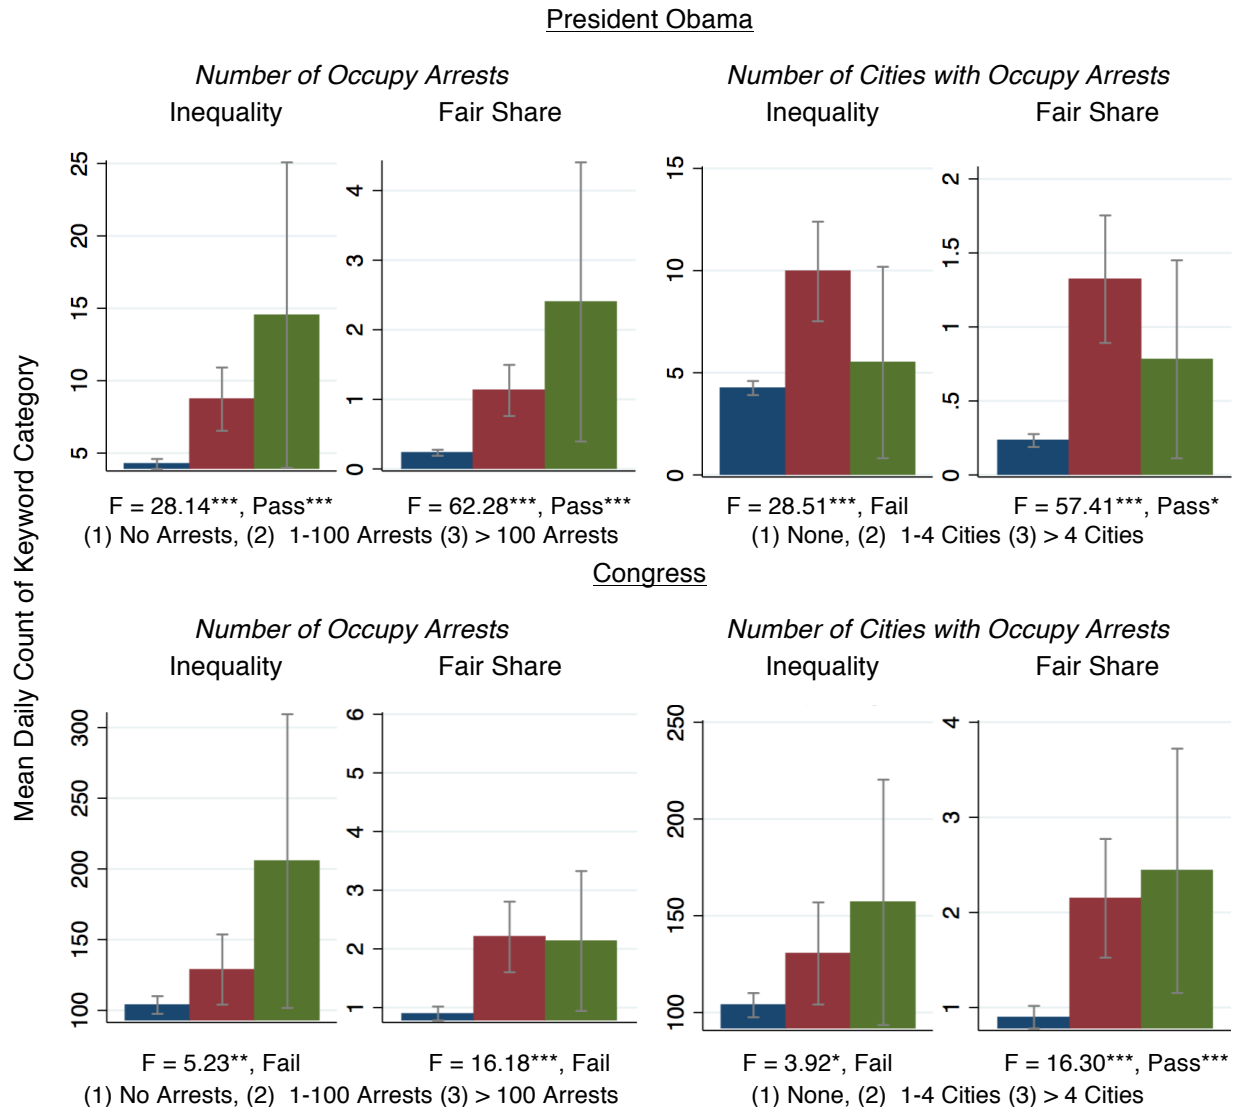 President Obama
Number of Occupy Arrests
Number of Cities with Occupy Arrests
Inequality
Fair Share
Inequality
Fair Share
Mean Daily Count of Keyword Category
25
20
15
10
5
4
3
2
1
0
15
10
5
0
2
1.5
1
.5
0
F = 28.14***, Pass***
F = 62.28***, Pass***
F = 28.51***, Fail
F = 57.41***, Pass*
(1) No Arrests, (2) 1-100 Arrests (3) > 100 Arrests
(1) None, (2) 1-4 Cities (3) > 4 Cities
Congress
Number of Occupy Arrests
Number of Cities with Occupy Arrests
Inequality
Fair Share
Inequality
Fair Share
300
250
200
150
100
6
5
4
3
2
1
250
200
150
100
4
3
2
1
F = 5.23**, Fail
F = 16.18***, Fail
F = 3.92*, Fail
F = 16.30***, Pass***
(1) No Arrests, (2) 1-100 Arrests (3) > 100 Arrests
(1) None, (2) 1-4 Cities (3) > 4 Cities